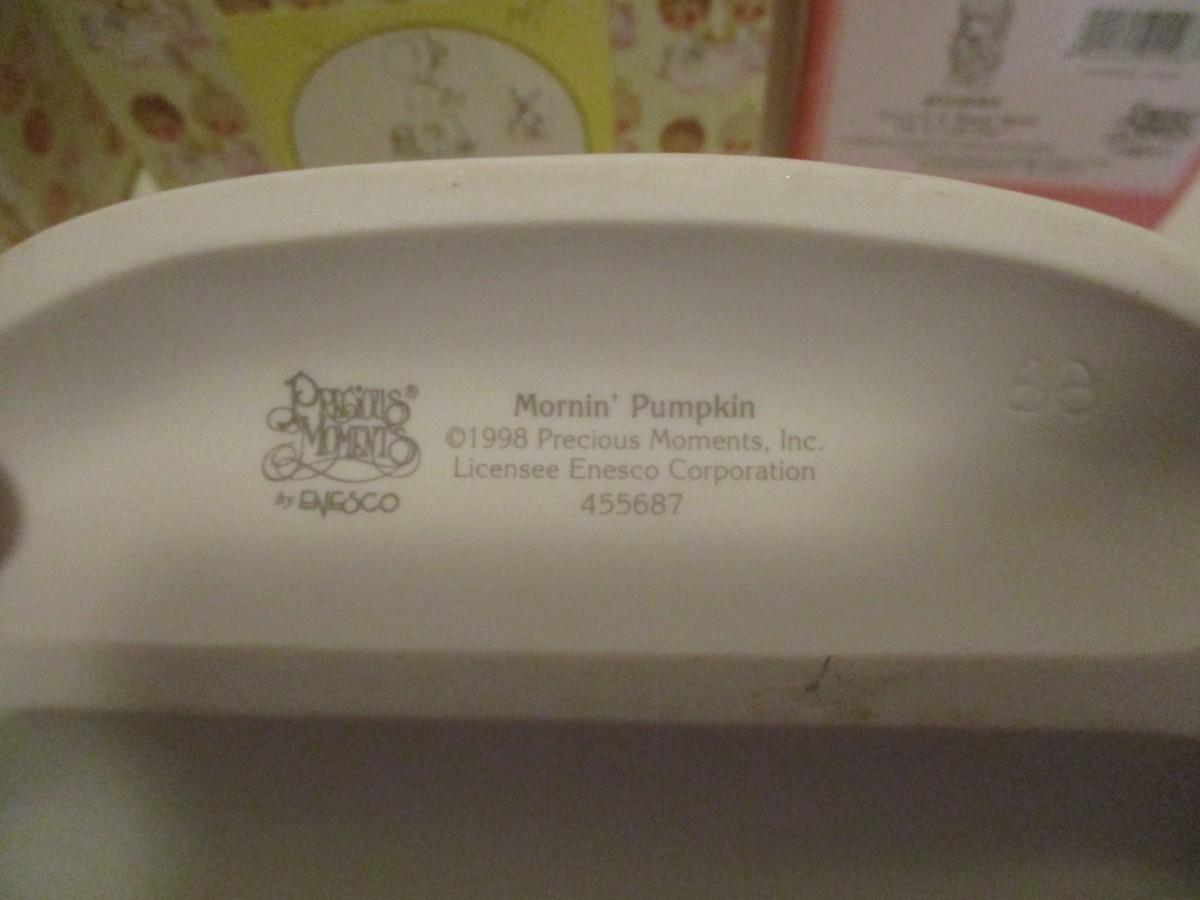 PRECIOUS
MOMENTS®
by ENESCO
Mornin' Pumpkin
©1998 Precious Moments, Inc.
Licensee Enesco Corporation
455687